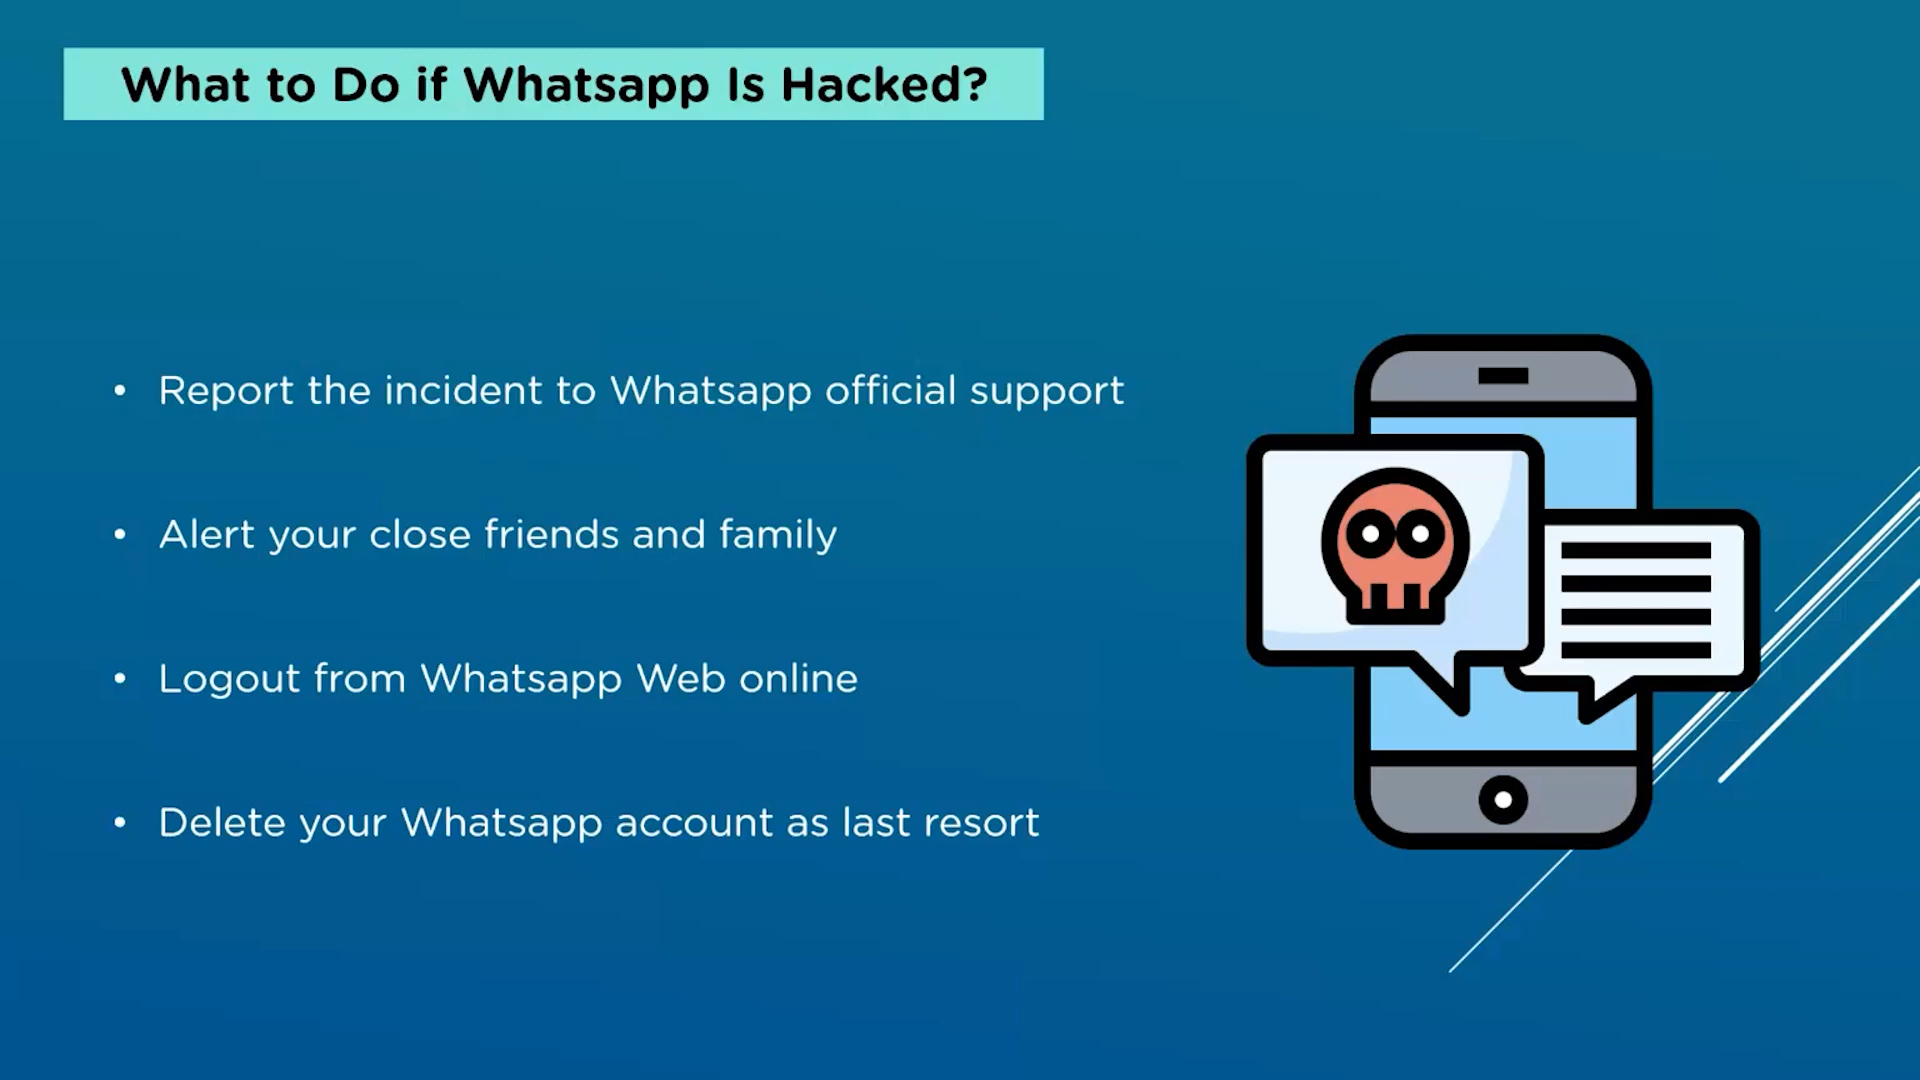 What to Do if Whatsapp Is Hacked?
• Report the incident to Whatsapp official support
• Alert your close friends and family
• Logout from Whatsapp Web online
• Delete your Whatsapp account as last resort